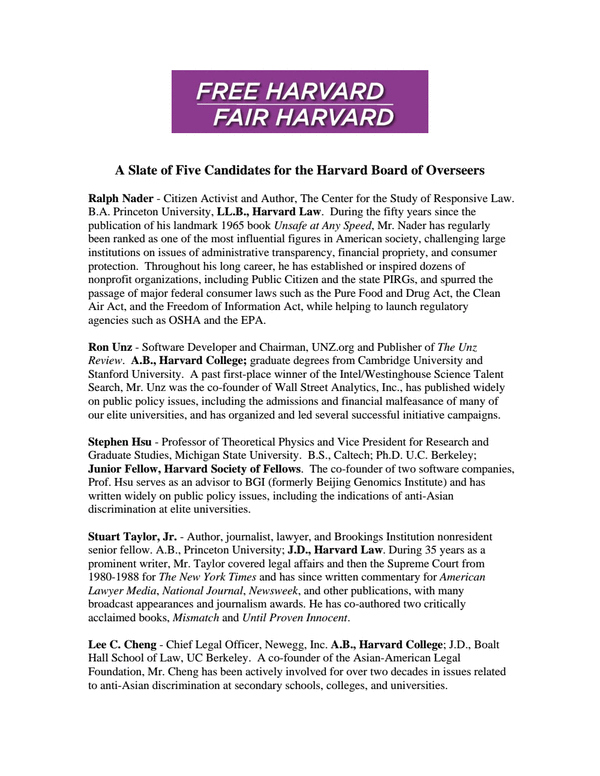 FREE HARVARD
FAIR HARVARD
A Slate of Five Candidates for the Harvard Board of Overseers
Ralph Nader - Citizen Activist and Author, The Center for the Study of Responsive Law.
B.A. Princeton University, LL.B., Harvard Law. During the fifty years since the
publication of his landmark 1965 book Unsafe at Any Speed, Mr. Nader has regularly
been ranked as one of the most influential figures in American society, challenging large
institutions on issues of administrative transparency, financial propriety, and consumer
protection. Throughout his long career, he has established or inspired dozens of
nonprofit organizations, including Public Citizen and the state PIRGs, and spurred the
passage of major federal consumer laws such as the Pure Food and Drug Act, the Clean
Air Act, and the Freedom of Information Act, while helping to launch regulatory
agencies such as OSHA and the EPA.
Ron Unz - Software Developer and Chairman, UNZ.org and Publisher of The Unz
Review. A.B., Harvard College; graduate degrees from Cambridge University and
Stanford University. A past first-place winner of the Intel/Westinghouse Science Talent
Search, Mr. Unz was the co-founder of Wall Street Analytics, Inc., has published widely
on public policy issues, including the admissions and financial malfeasance of many of
our elite universities, and has organized and led several successful initiative campaigns.
Stephen Hsu - Professor of Theoretical Physics and Vice President for Research and
Graduate Studies, Michigan State University. B.S., Caltech; Ph.D. U.C. Berkeley;
Junior Fellow, Harvard Society of Fellows. The co-founder of two software companies,
Prof. Hsu serves as an advisor to BGI (formerly Beijing Genomics Institute) and has
written widely on public policy issues, including the indications of anti-Asian
discrimination at elite universities.
Stuart Taylor, Jr. - Author, journalist, lawyer, and Brookings Institution nonresident
senior fellow. A.B., Princeton University; J.D., Harvard Law. During 35 years as a
prominent writer, Mr. Taylor covered legal affairs and then the Supreme Court from
1980-1988 for The New York Times and has since written commentary for American
Lawyer Media, National Journal, Newsweek, and other publications, with many
broadcast appearances and journalism awards. He has co-authored two critically
acclaimed books, Mismatch and Until Proven Innocent.
Lee C. Cheng - Chief Legal Officer, Newegg, Inc. A.B., Harvard College; J.D., Boalt
Hall School of Law, UC Berkeley. A co-founder of the Asian-American Legal
Foundation, Mr. Cheng has been actively involved for over two decades in issues related
to anti-Asian discrimination at secondary schools, colleges, and universities.